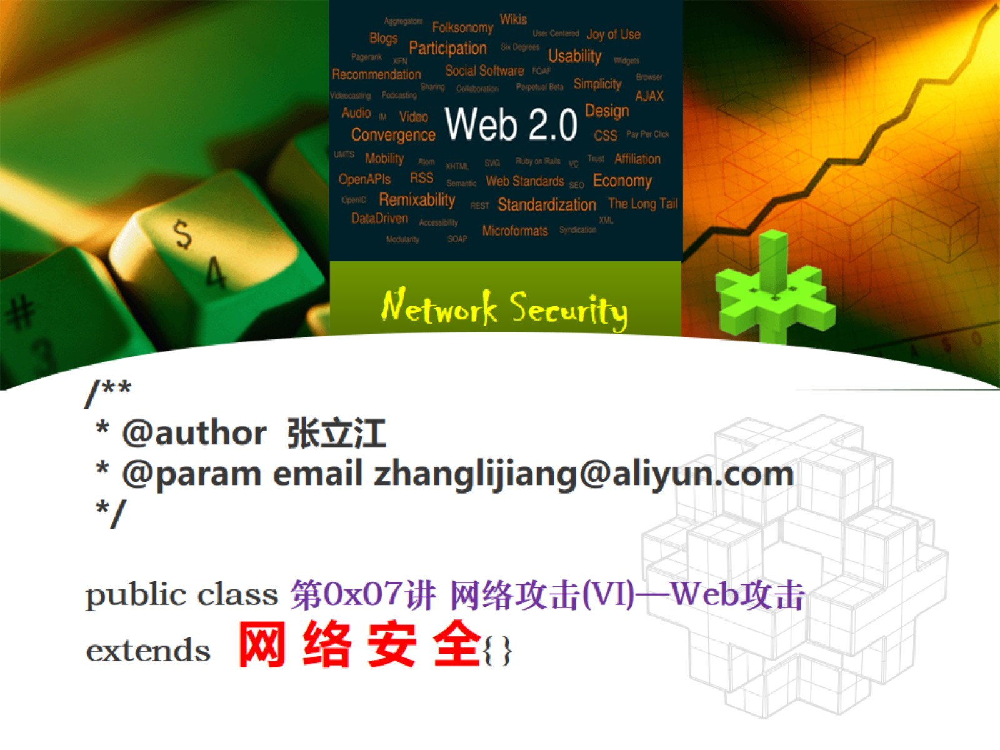 Aggregators Folksonomy Wikis
Blogs User Centered Joy of Use
Participation Six Degrees Usability
Pagerank XFN Widgets
Recommendation Social Software FOAF Browser
Sharing Collaboration Perpetual Beta Simplicity
Videocasting Podcasting AJAX
Audio IM Video Web 2.0 Design
Convergence CSS Pay Per Click
UMTS Mobility Atom XHTML SVG Ruby on Rails VC Trust Affiliation
OpenAPIs RSS Semantic Web Standards SEO Economy
OpenID Remixability REST Standardization The Long Tail
DataDriven Accessibility XML
Microformats Syndication
Modularity SOAP
$
4
#
3
Network Security
A S O
/**
* @author 张立江
* @param email zhanglijiang@aliyun.com
*/
public class 第0x07讲 网络攻击(VI)—Web攻击
extends 网 络 安 全{ }